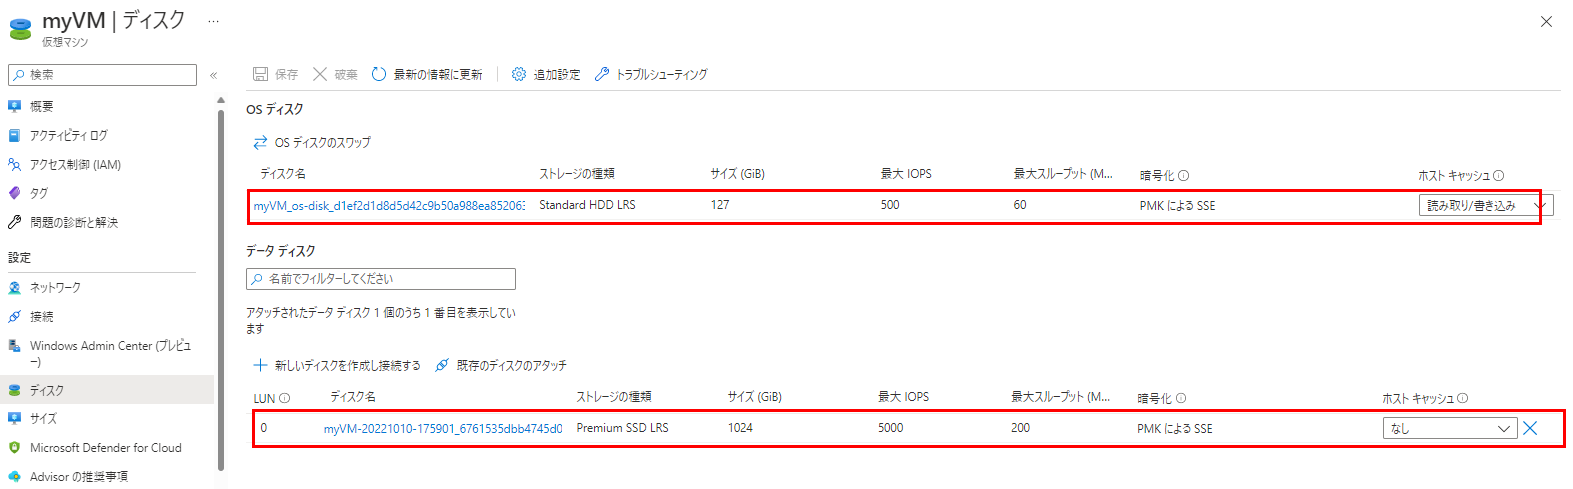 myVM | ディスク ...
仮想マシン
検索 «
保存 破棄 最新の情報に更新 追加設定 トラブルシューティング
概要
アクティビティ ログ
アクセス制御 (IAM)
タグ
問題の診断と解決
設定
ネットワーク
接続
Windows Admin Center (プレビュ
ー)
ディスク
サイズ
Microsoft Defender for Cloud
Advisor の推奨事項
OS ディスク
OS ディスクのスワップ
ディスク名 ストレージの種類 サイズ (GiB) 最大 IOPS 最大スループット (M... 暗号化 ホスト キャッシュ
myVM_os-disk_d1ef2d1d8d5d42c9b50a988ea852063 Standard HDD LRS 127 500 60 PMK による SSE 読み取り/書き込み
データ ディスク
名前でフィルターしてください
アタッチされたデータ ディスク 1 個のうち 1 番目を表示してい
ます
新しいディスクを作成し接続する 既存のディスクのアタッチ
LUN ディスク名 ストレージの種類 サイズ (GiB) 最大 IOPS 最大スループット (M... 暗号化 ホスト キャッシュ
0 myVM-20221010-175901_6761535dbb4745d0 Premium SSD LRS 1024 5000 200 PMK による SSE なし